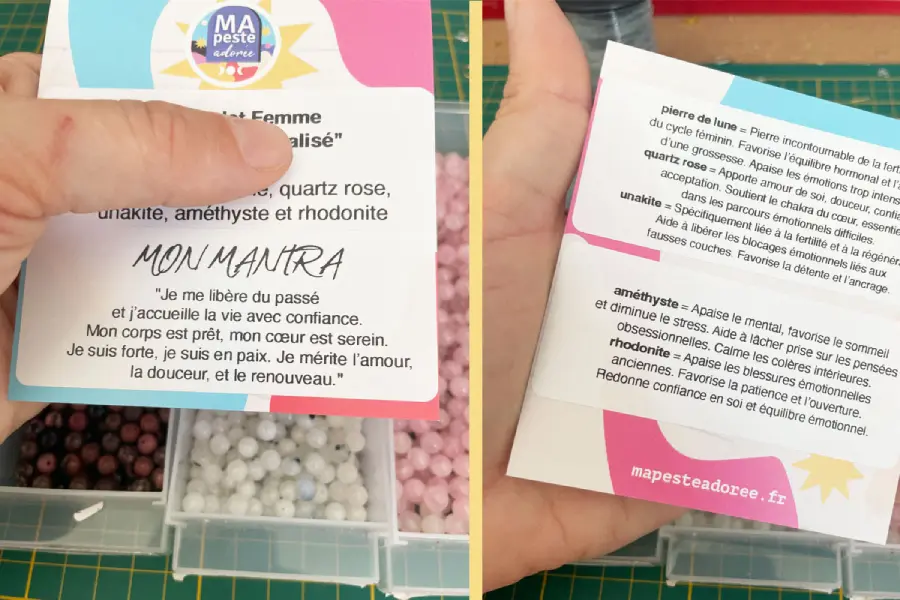 MA
peste
adorée
Femme
alisé"
quartz rose,
unakite, améthyste et rhodonite
MON MANTRA
"Je me libère du passé
et j'accueille la vie avec confiance.
Mon corps est prêt, mon cœur est serein.
Je suis forte, je suis en paix. Je mérite l'amour,
la douceur, et le renouveau."
pierre de lune = Pierre incontournable de la fert
du cycle féminin. Favorise l'équilibre hormonal et l'a
d'une grossesse. Apaise les émotions trop intens
quartz rose = Apporte amour de soi, douceur, confia
acceptation. Soutient le chakra du cœur, essentie
dans les parcours émotionnels difficiles.
unakite = Spécifiquement liée à la fertilité et à la régénér
Aide à libérer les blocages émotionnels liés aux
fausses couches. Favorise la détente et l'ancrage.
améthyste = Apaise le mental, favorise le sommeil
et diminue le stress. Aide à lâcher prise sur les pensées
obsessionnelles. Calme les colères intérieures.
rhodonite = Apaise les blessures émotionnelles
anciennes. Favorise la patience et l'ouverture.
Redonne confiance en soi et équilibre émotionnel.
mapesteadoree.fr